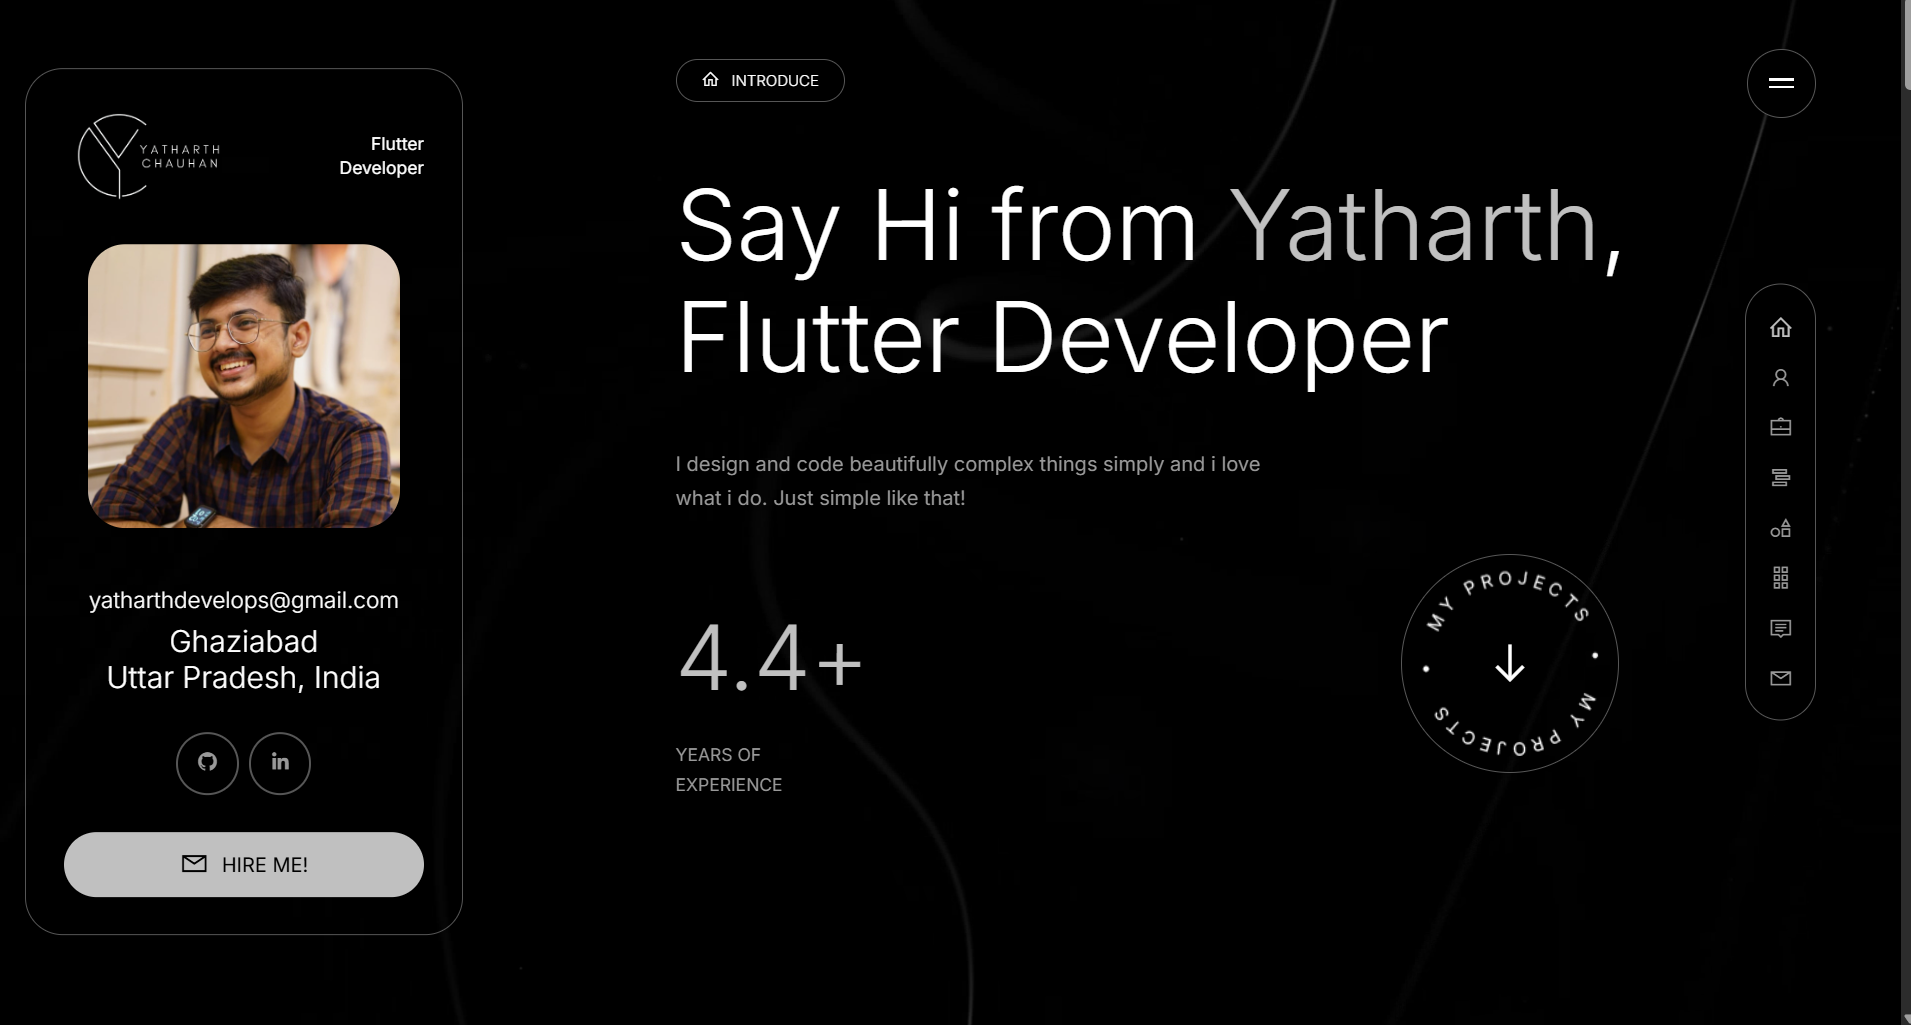 YATHARTH
CHAUHAN
Flutter
Developer
yatharthdevelops@gmail.com
Ghaziabad
Uttar Pradesh, India
HIRE ME!
INTRODUCE
Say Hi from Yatharth,
Flutter Developer
I design and code beautifully complex things simply and i love
what i do. Just simple like that!
4.4+
YEARS OF
EXPERIENCE
MY PROJECTS • MY PROJECTS •